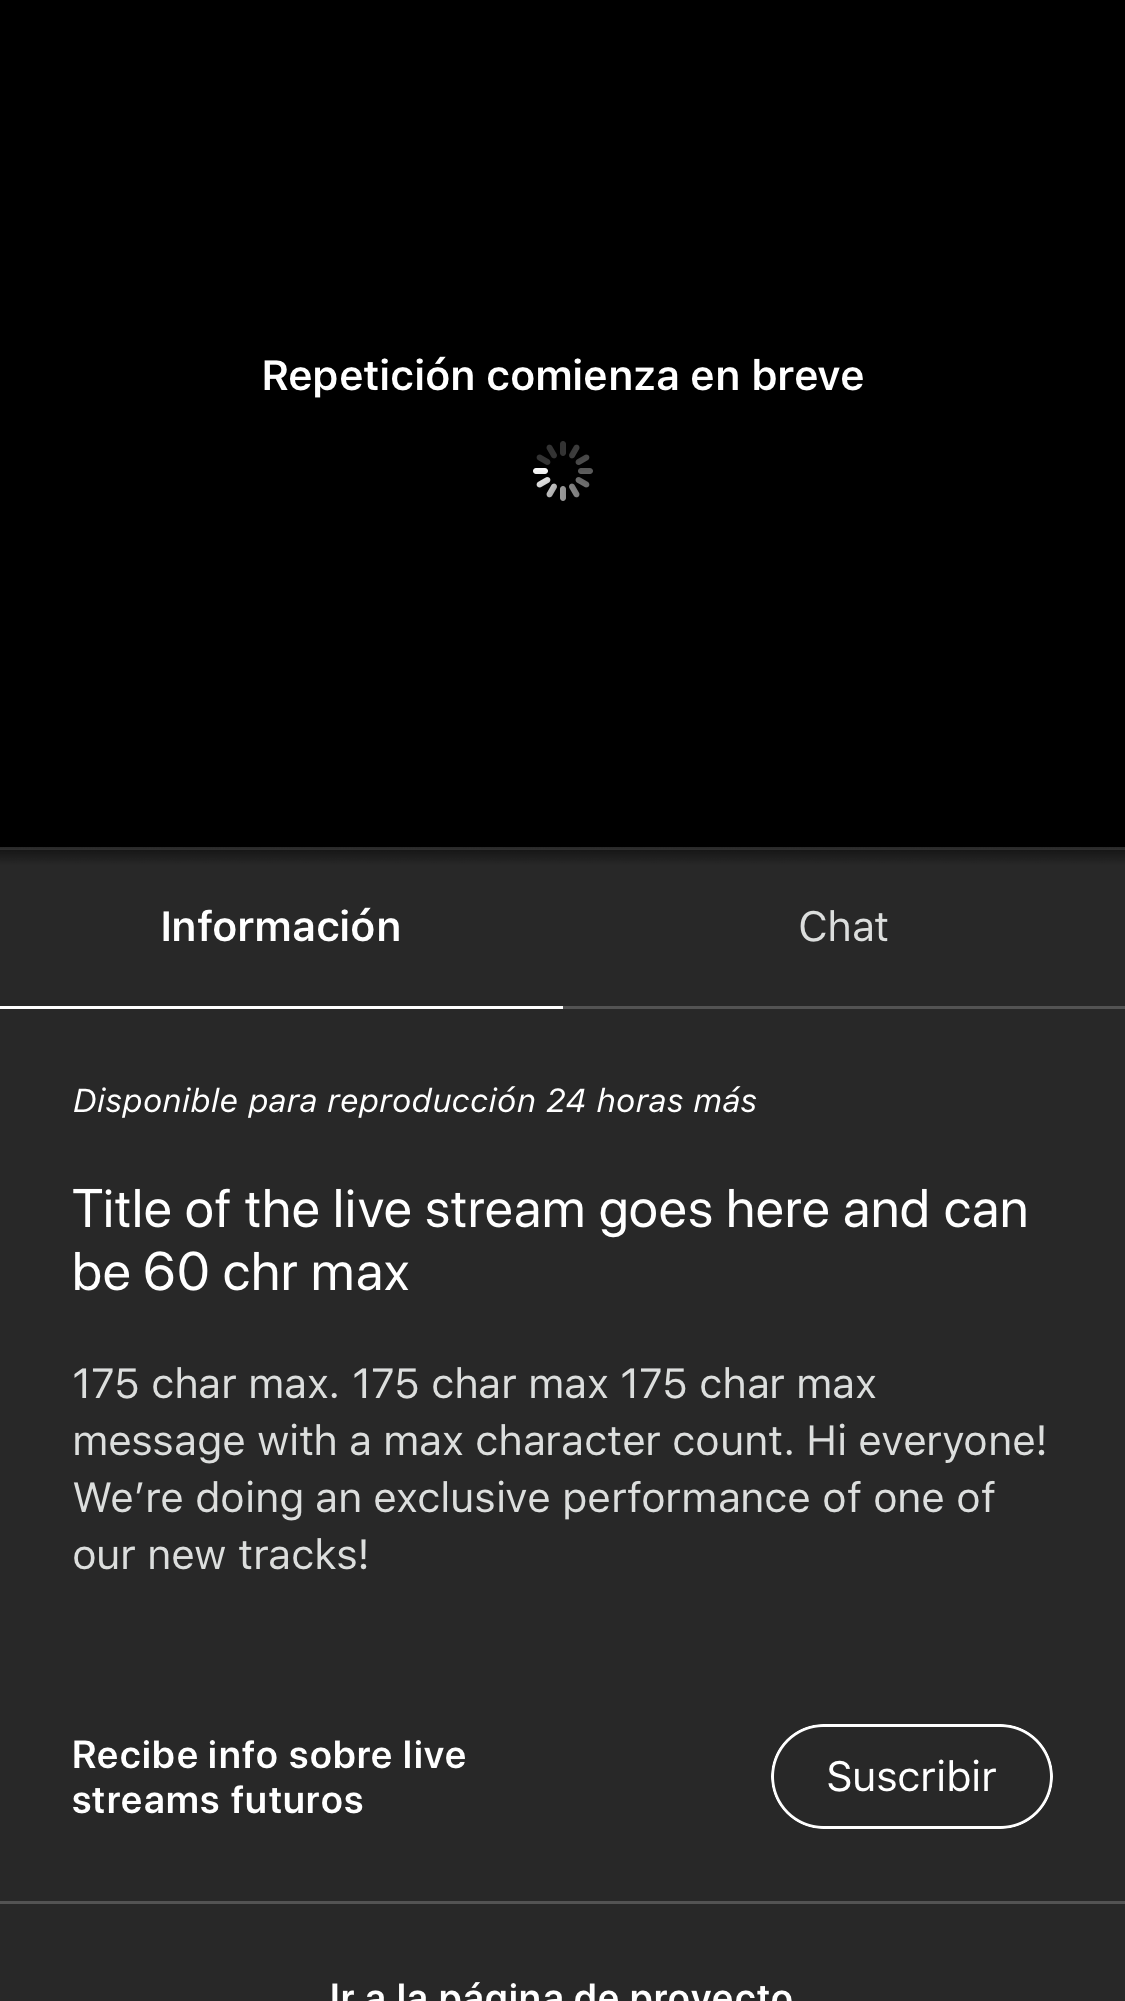 Repetición comienza en breve
Información
Chat
Disponible para reproducción 24 horas más
Title of the live stream goes here and can
be 60 chr max
175 char max. 175 char max 175 char max
message with a max character count. Hi everyone!
We’re doing an exclusive performance of one of
our new tracks!
Recibe info sobre live
streams futuros
Suscribir
Ir a la página de proyecto